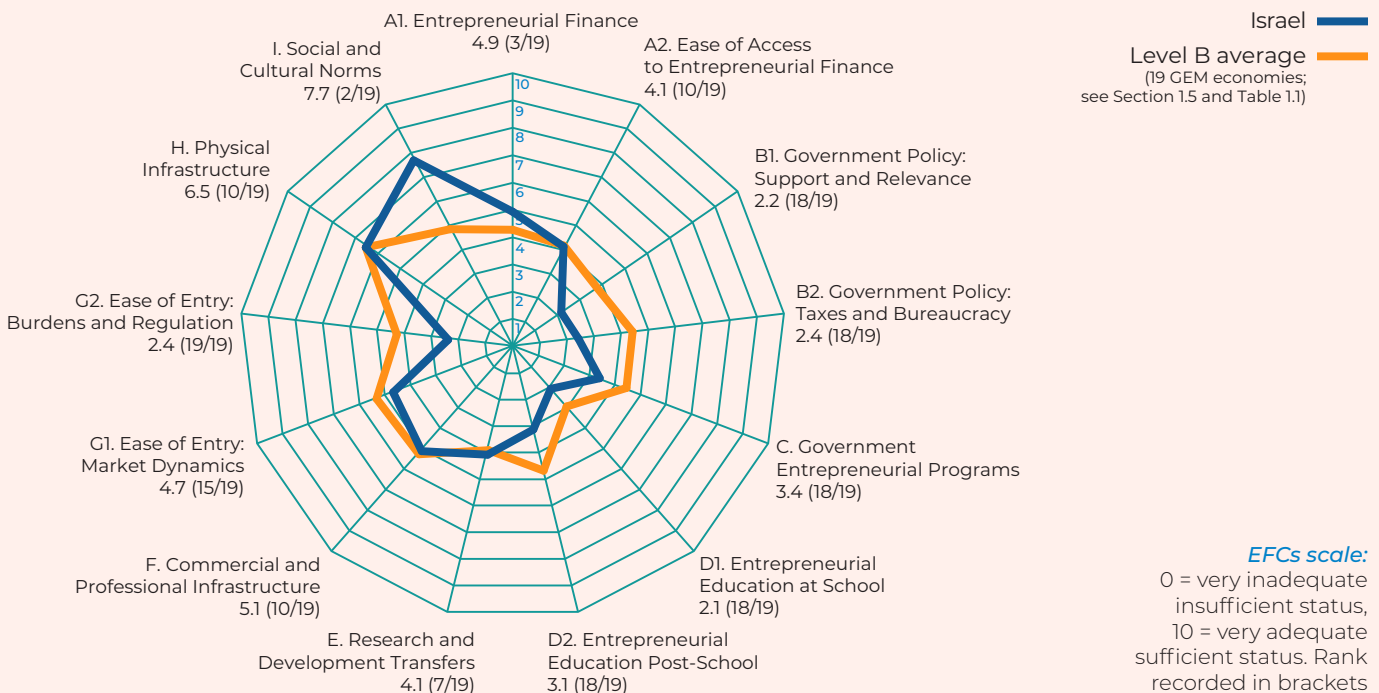 A1. Entrepreneurial Finance
4.9 (3/19)
A2. Ease of Access
to Entrepreneurial Finance
4.1 (10/19)
B1. Government Policy:
Support and Relevance
2.2 (18/19)
B2. Government Policy:
Taxes and Bureaucracy
2.4 (18/19)
C. Government
Entrepreneurial Programs
3.4 (18/19)
D1. Entrepreneurial
Education at School
2.1 (18/19)
D2. Entrepreneurial
Education Post-School
3.1 (18/19)
E. Research and
Development Transfers
4.1 (7/19)
F. Commercial and
Professional Infrastructure
5.1 (10/19)
G1. Ease of Entry:
Market Dynamics
4.7 (15/19)
G2. Ease of Entry:
Burdens and Regulation
2.4 (19/19)
H. Physical
Infrastructure
6.5 (10/19)
I. Social and
Cultural Norms
7.7 (2/19)
10
9
8
7
6
5
4
3
2
1
Israel
Level B average
(19 GEM economies;
see Section 1.5 and Table 1.1)
EFCs scale:
0 = very inadequate
insufficient status,
10 = very adequate
sufficient status. Rank
recorded in brackets